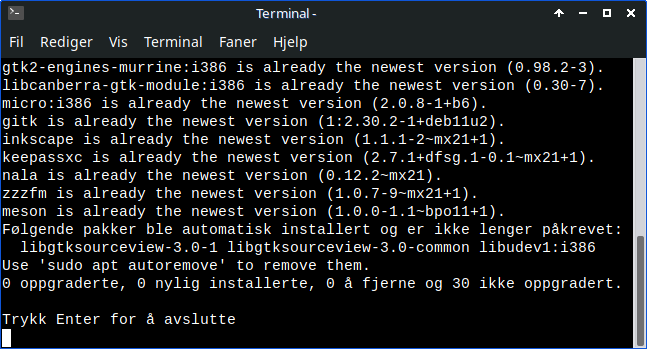 Terminal -
Fil Rediger Vis Terminal Faner Hjelp
gtk2-engines-murrine:i386 is already the newest version (0.98.2-3).
libcanberra-gtk-module:i386 is already the newest version (0.30-7).
micro:i386 is already the newest version (2.0.8-1+b6).
gitk is already the newest version (1:2.30.2-1+deb11u2).
inkscape is already the newest version (1.1.1-2~mx21+1).
keepassxc is already the newest version (2.7.1+dfsg.1-0.1~mx21+1).
nala is already the newest version (0.12.2~mx21).
zzzfm is already the newest version (1.0.7-9~mx21+1).
meson is already the newest version (1.0.0-1.1~bpo11+1).
Følgende pakker ble automatisk installert og er ikke lenger påkrevet:
  libgtksourceview-3.0-1 libgtksourceview-3.0-common libudev1:i386
Use 'sudo apt autoremove' to remove them.
0 oppgraderte, 0 nylig installerte, 0 å fjerne og 30 ikke oppgradert.
Trykk Enter for å avslutte